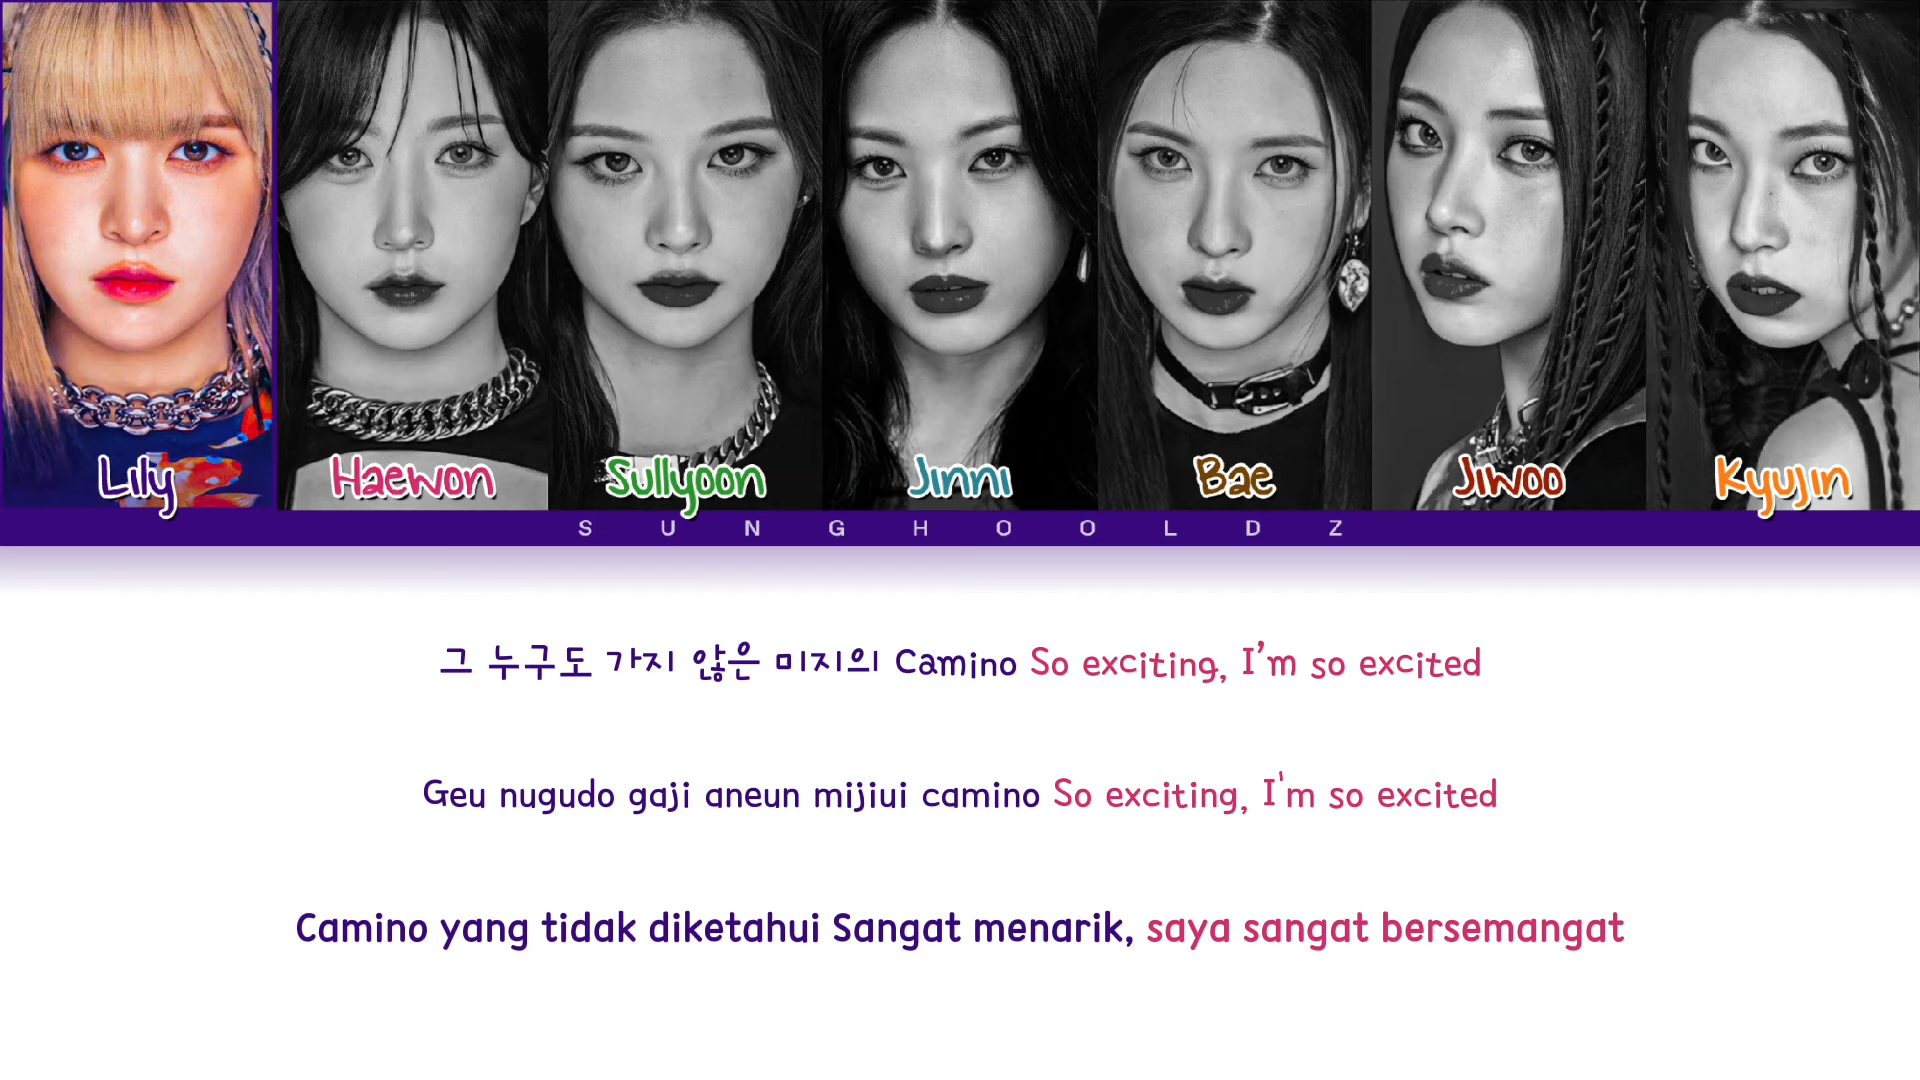 Lily Haewon Sullyoon Jinni Bae Jiwoo Kyujin
SUNGHOOLDZ
그 누구도 가지 않은 미지의 Camino So exciting, I’m so excited
Geu nugudo gaji aneun mijiui camino So exciting, I'm so excited
Camino yang tidak diketahui Sangat menarik, saya sangat bersemangat